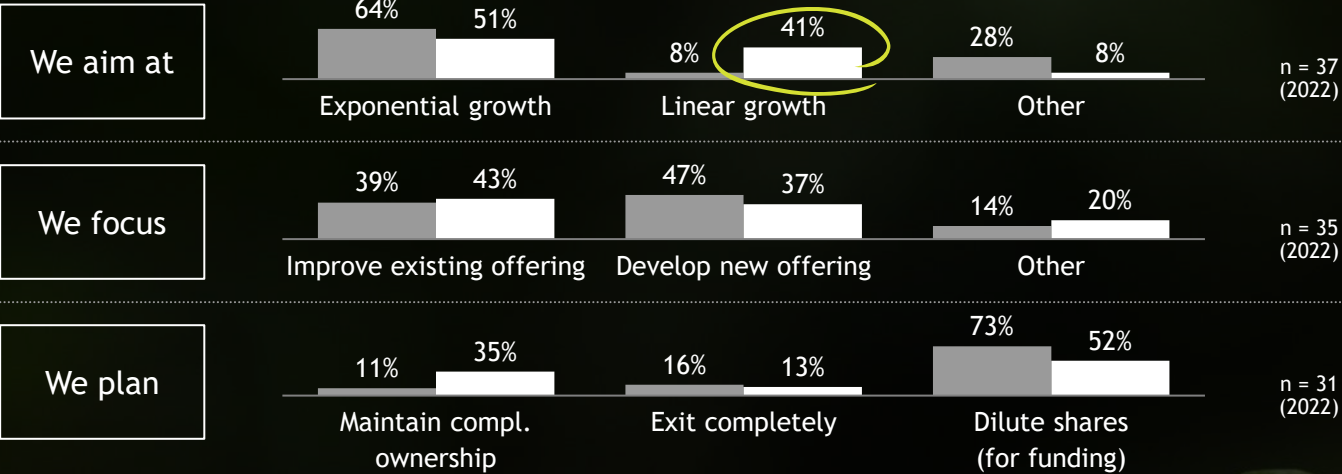 We aim at
64%
51%
Exponential growth
8%
41%
Linear growth
28%
8%
Other
n = 37
(2022)
We focus
39%
43%
Improve existing offering
47%
37%
Develop new offering
14%
20%
Other
n = 35
(2022)
We plan
11%
35%
Maintain compl.
ownership
16%
13%
Exit completely
73%
52%
Dilute shares
(for funding)
n = 31
(2022)